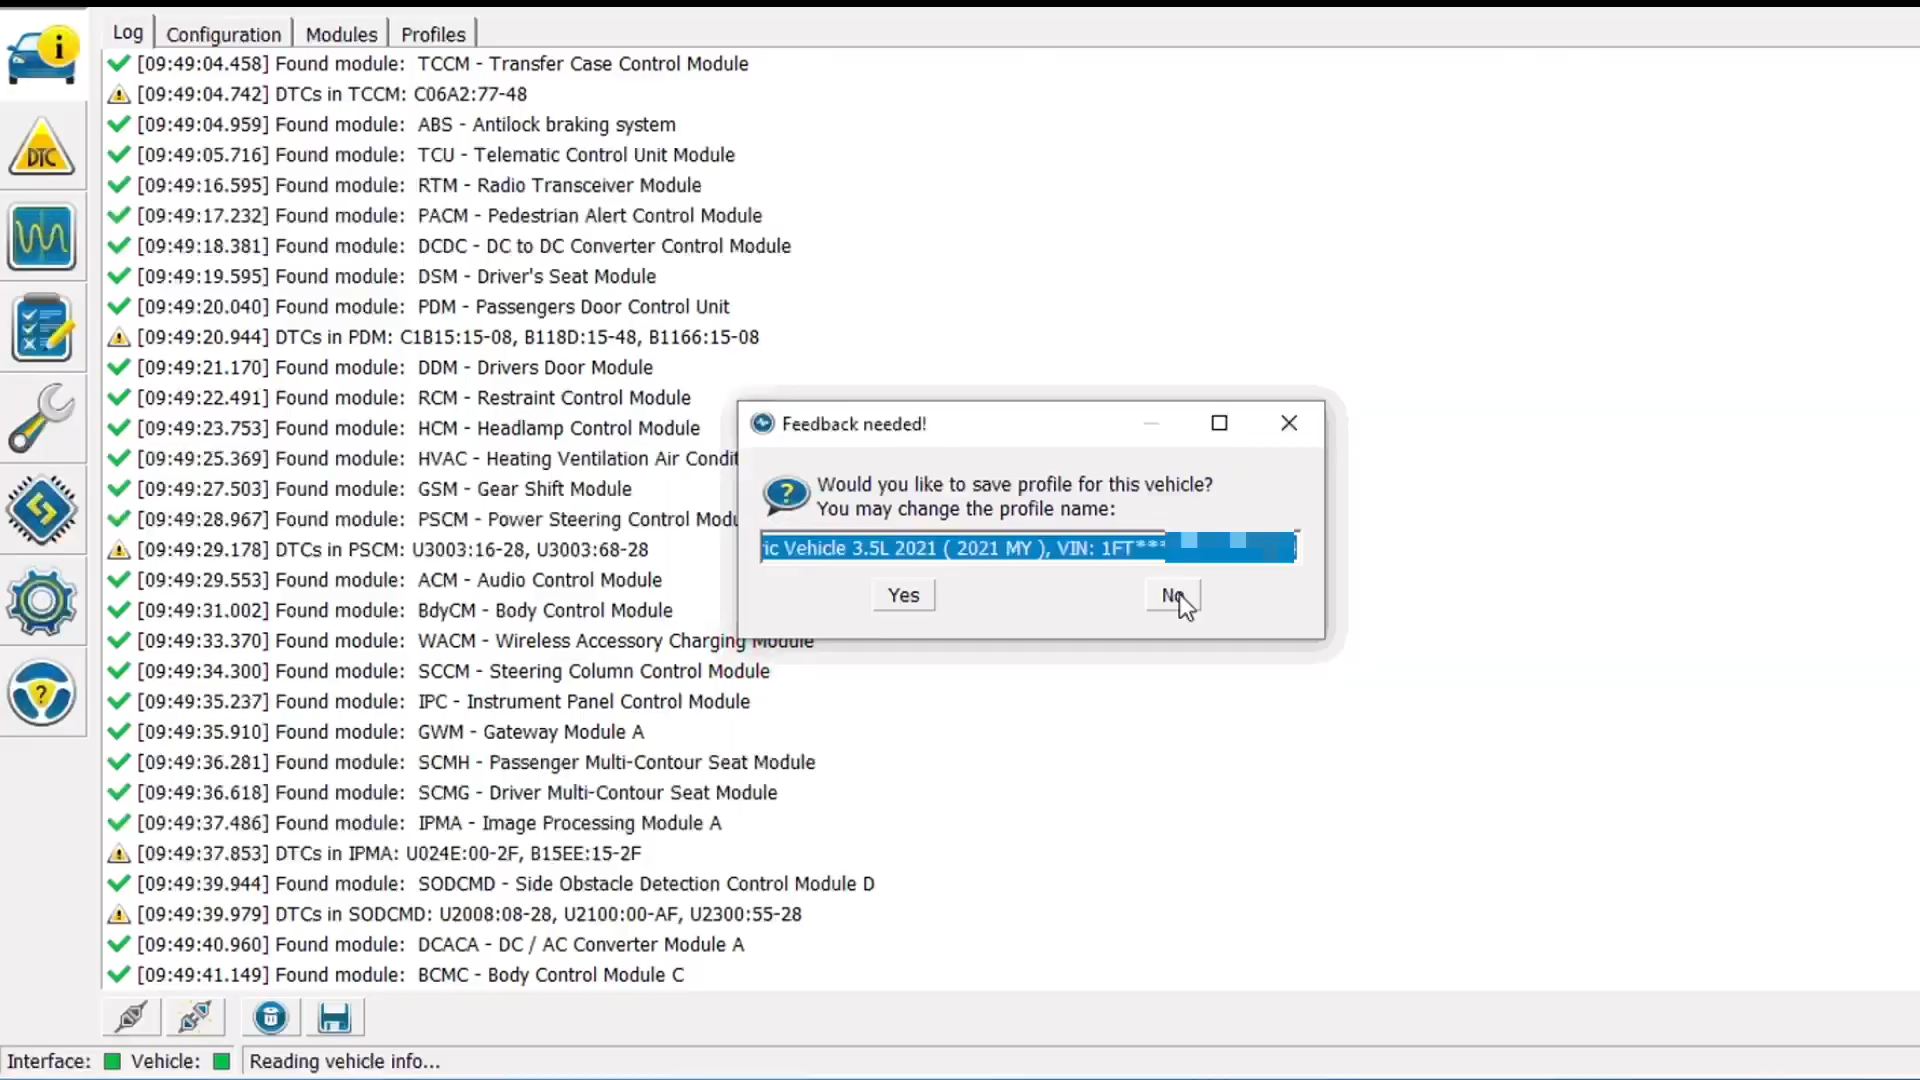 Log Configuration Modules Profiles
[09:49:04.458] Found module: TCCM - Transfer Case Control Module
[09:49:04.742] DTCs in TCCM: C06A2:77-48
[09:49:04.959] Found module: ABS - Antilock braking system
[09:49:05.716] Found module: TCU - Telematic Control Unit Module
[09:49:16.595] Found module: RTM - Radio Transceiver Module
[09:49:17.232] Found module: PACM - Pedestrian Alert Control Module
[09:49:18.381] Found module: DCDC - DC to DC Converter Control Module
[09:49:19.595] Found module: DSM - Driver's Seat Module
[09:49:20.040] Found module: PDM - Passengers Door Control Unit
[09:49:20.944] DTCs in PDM: C1B15:15-08, B118D:15-48, B1166:15-08
[09:49:21.170] Found module: DDM - Drivers Door Module
[09:49:22.491] Found module: RCM - Restraint Control Module
[09:49:23.753] Found module: HCM - Headlamp Control Module
[09:49:25.369] Found module: HVAC - Heating Ventilation Air Condit
[09:49:27.503] Found module: GSM - Gear Shift Module
[09:49:28.967] Found module: PSCM - Power Steering Control Modu
[09:49:29.178] DTCs in PSCM: U3003:16-28, U3003:68-28
[09:49:29.553] Found module: ACM - Audio Control Module
[09:49:31.002] Found module: BdyCM - Body Control Module
[09:49:33.370] Found module: WACM - Wireless Accessory Charging Module
[09:49:34.300] Found module: SCCM - Steering Column Control Module
[09:49:35.237] Found module: IPC - Instrument Panel Control Module
[09:49:35.910] Found module: GWM - Gateway Module A
[09:49:36.281] Found module: SCMH - Passenger Multi-Contour Seat Module
[09:49:36.618] Found module: SCMG - Driver Multi-Contour Seat Module
[09:49:37.486] Found module: IPMA - Image Processing Module A
[09:49:37.853] DTCs in IPMA: U024E:00-2F, B15EE:15-2F
[09:49:39.944] Found module: SODCMD - Side Obstacle Detection Control Module D
[09:49:39.979] DTCs in SODCMD: U2008:08-28, U2100:00-AF, U2300:55-28
[09:49:40.960] Found module: DCACA - DC / AC Converter Module A
[09:49:41.149] Found module: BCMC - Body Control Module C
Feedback needed!
Would you like to save profile for this vehicle?
You may change the profile name:
ric Vehicle 3.5L 2021 ( 2021 MY ), VIN: 1FT***
Yes No
i
DTC
?
Interface: Vehicle: Reading vehicle info...